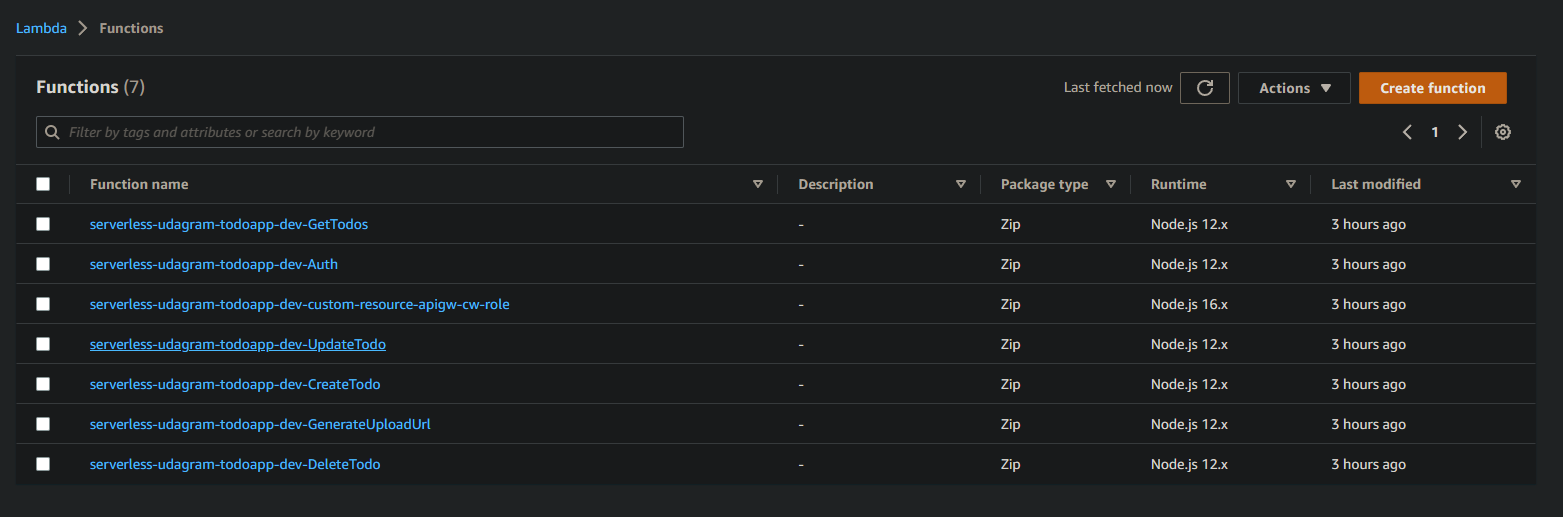 Lambda > Functions
Functions (7) Last fetched now Actions Create function
Filter by tags and attributes or search by keyword 1
Function name Description Package type Runtime Last modified
serverless-udagram-todoapp-dev-GetTodos - Zip Node.js 12.x 3 hours ago
serverless-udagram-todoapp-dev-Auth - Zip Node.js 12.x 3 hours ago
serverless-udagram-todoapp-dev-custom-resource-apigw-cw-role - Zip Node.js 16.x 3 hours ago
serverless-udagram-todoapp-dev-UpdateTodo - Zip Node.js 12.x 3 hours ago
serverless-udagram-todoapp-dev-CreateTodo - Zip Node.js 12.x 3 hours ago
serverless-udagram-todoapp-dev-GenerateUploadUrl - Zip Node.js 12.x 3 hours ago
serverless-udagram-todoapp-dev-DeleteTodo - Zip Node.js 12.x 3 hours ago